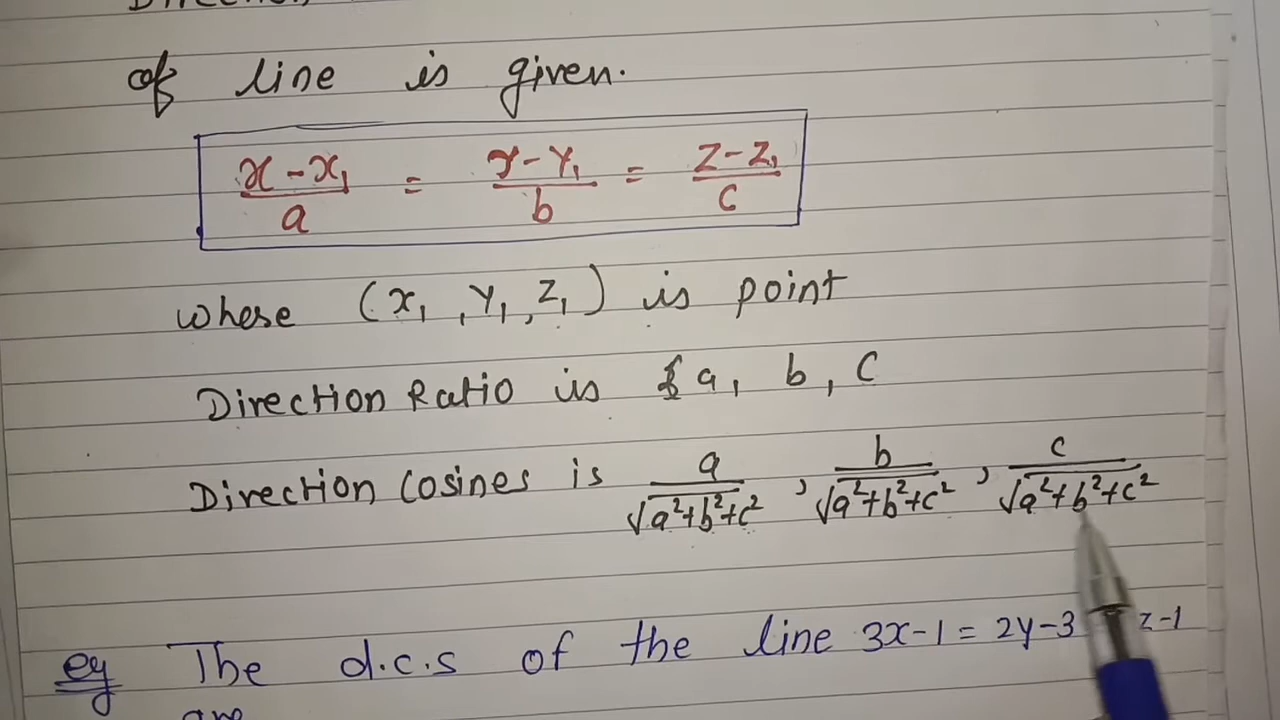 of line is given.
x-x₁/a = y-y₁/b = z-z₁/c
where (x₁, y₁, z₁) is point
Direction Ratio is a, b, c
Direction Cosines is a/√a²+b²+c², b/√a²+b²+c², c/√a²+b²+c²
eg The d.c.s of the line 3x-1 = 2y-3 z-1
are